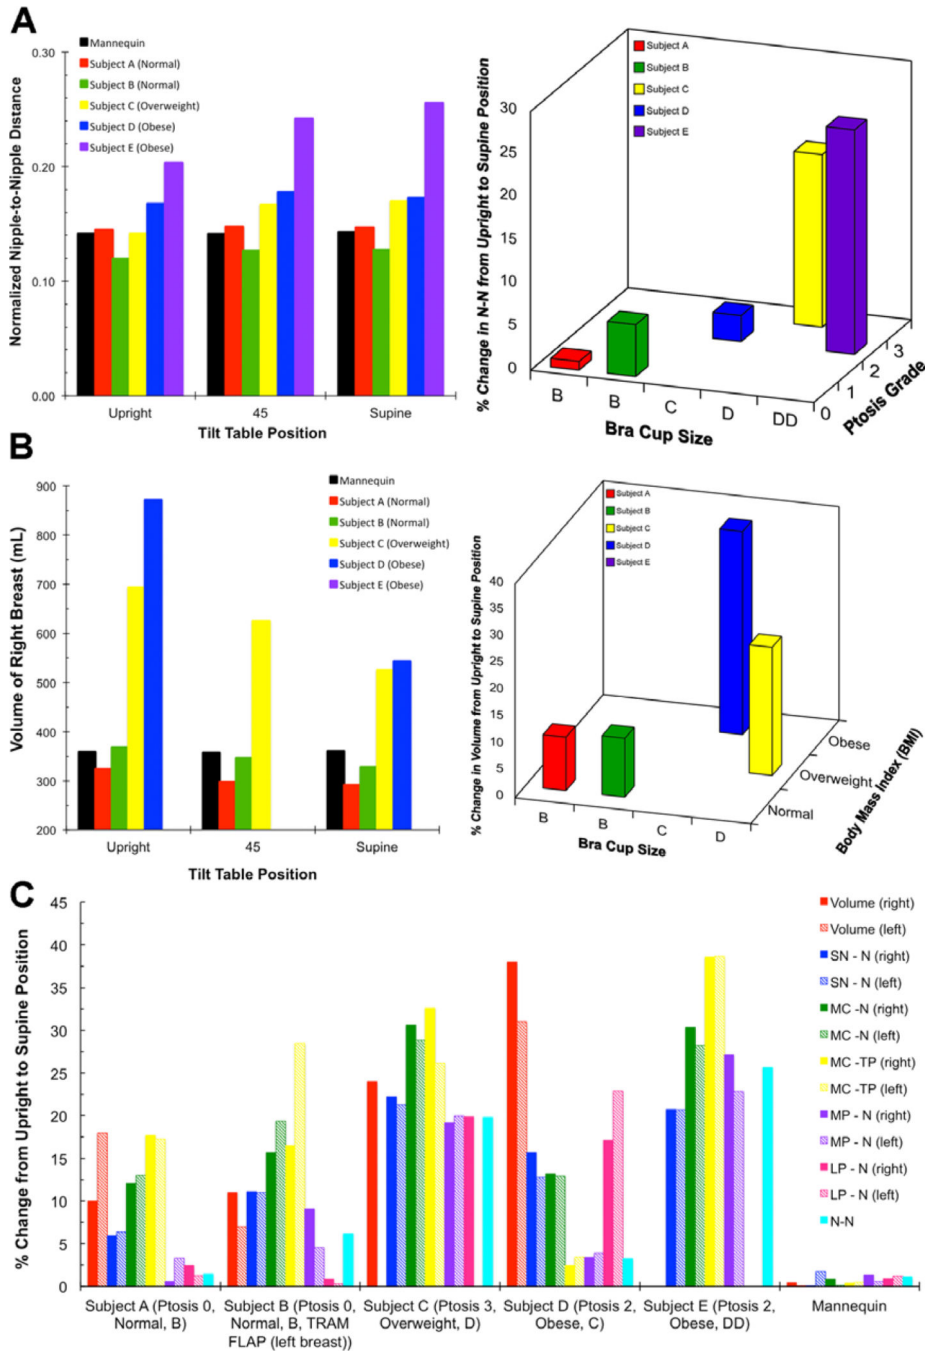 A
0.30
0.20
0.10
0.00
Normalized Nipple-to-Nipple Distance
Mannequin
Subject A (Normal)
Subject B (Normal)
Subject C (Overweight)
Subject D (Obese)
Subject E (Obese)
Upright
45
Supine
Tilt Table Position
% Change in N-N from Upright to Supine Position
30
25
20
15
10
5
0
Subject A
Subject B
Subject C
Subject D
Subject E
B
B
C
D
DD
Bra Cup Size
0
1
2
3
Ptosis Grade
B
900
800
700
600
500
400
300
200
Volume of Right Breast (mL)
Mannequin
Subject A (Normal)
Subject B (Normal)
Subject C (Overweight)
Subject D (Obese)
Subject E (Obese)
Upright
45
Supine
Tilt Table Position
% Change in Volume from Upright to Supine Position
40
35
30
25
20
15
10
5
0
Subject A
Subject B
Subject C
Subject D
Subject E
B
B
C
D
Bra Cup Size
Normal
Overweight
Obese
Body Mass Index (BMI)
C
45
40
35
30
25
20
15
10
5
0
% Change from Upright to Supine Position
Volume (right)
Volume (left)
SN - N (right)
SN - N (left)
MC -N (right)
MC -N (left)
MC -TP (right)
MC -TP (left)
MP - N (right)
MP - N (left)
LP - N (right)
LP - N (left)
N-N
Subject A (Ptosis 0,
Normal, B)
Subject B (Ptosis 0,
Normal, B, TRAM
FLAP (left breast))
Subject C (Ptosis 3,
Overweight, D)
Subject D (Ptosis 2,
Obese, C)
Subject E (Ptosis 2,
Obese, DD)
Mannequin